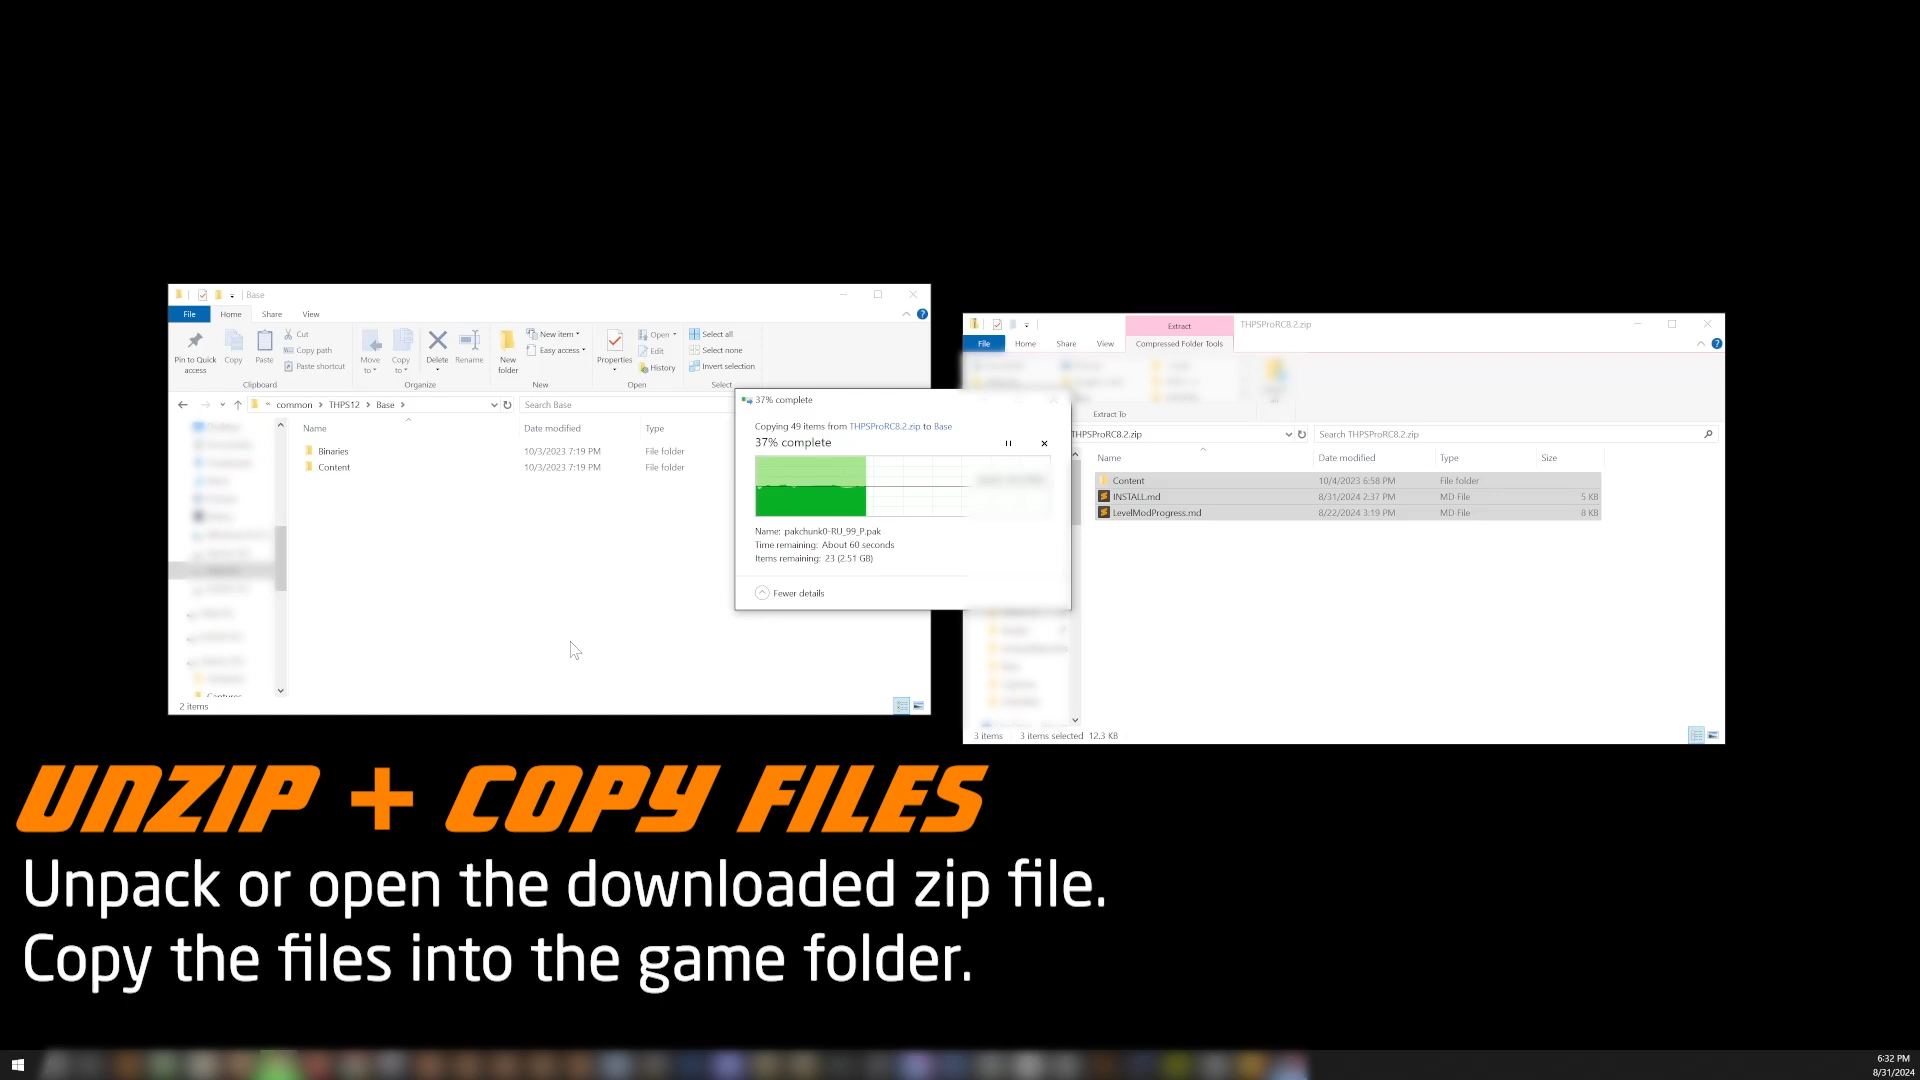 Base
File Home Share View
Pin to Quick access
Copy
Paste
Cut
Copy path
Paste shortcut
Clipboard
Move to
Copy to
Delete
Rename
Organize
New folder
New item
Easy access
New
Properties
Open
Edit
History
Open
Select all
Select none
Invert selection
Select
common > THPS12 > Base >
Search Base
Name Date modified Type
Binaries 10/3/2023 7:19 PM File folder
Content 10/3/2023 7:19 PM File folder
Captures
2 items
37% complete
Copying 49 items from THPSProRC8.2.zip to Base
37% complete
Name: pakchunk0-RU_99_P.pak
Time remaining: About 60 seconds
Items remaining: 23 (2.51 GB)
Fewer details
Extract THPSProRC8.2.zip
File Home Share View Compressed Folder Tools
Extract To
THPSProRC8.2.zip
Search THPSProRC8.2.zip
Name Date modified Type Size
Content 10/4/2023 6:58 PM File folder
INSTALL.md 8/31/2024 2:37 PM MD File 5 KB
LevelModProgress.md 8/22/2024 3:19 PM MD File 8 KB
3 items 3 items selected 12.3 KB
UNZIP + COPY FILES
Unpack or open the downloaded zip file.
Copy the files into the game folder.
6:32 PM
8/31/2024